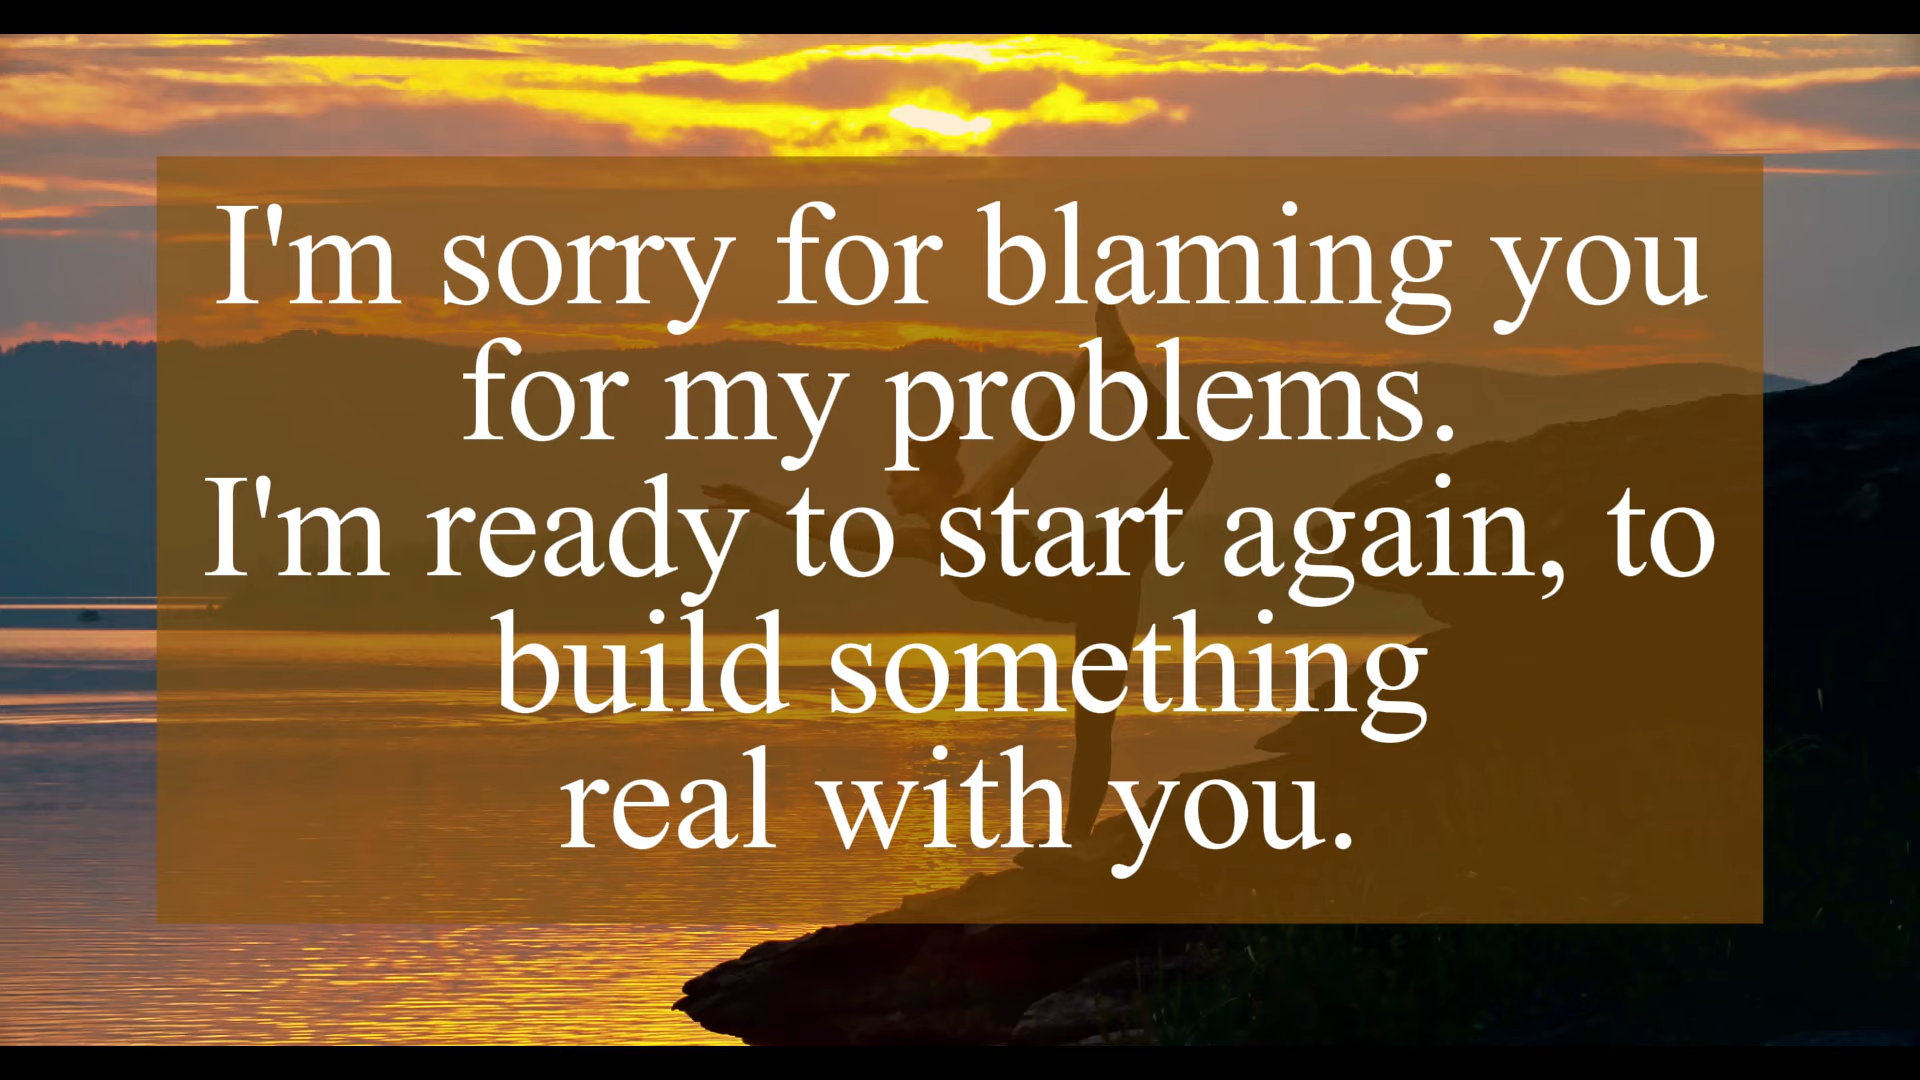 I'm sorry for blaming you
for my problems.
I'm ready to start again, to
build something
real with you.